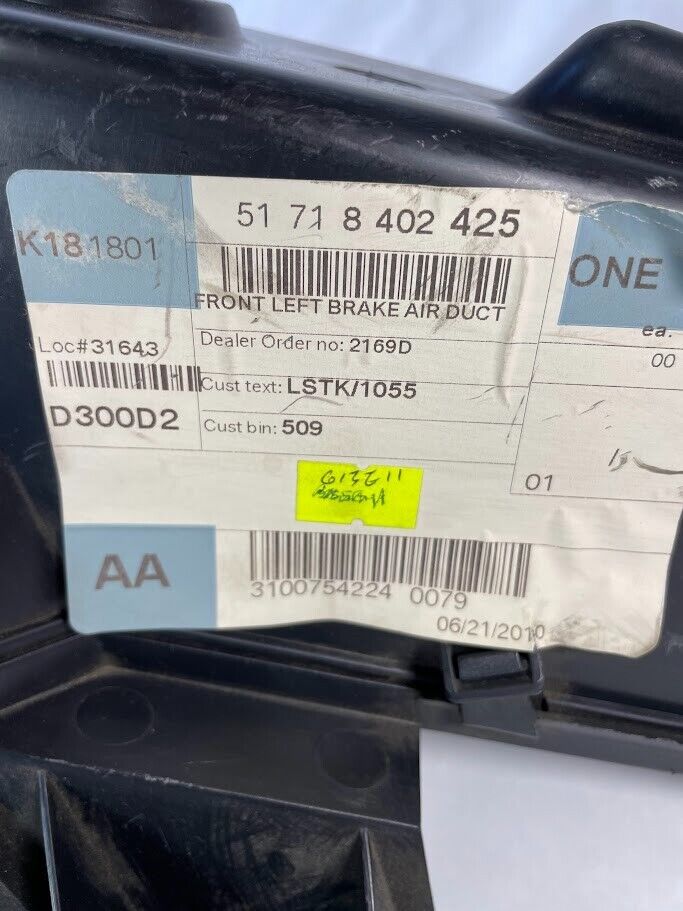 51 71 8 402 425
K181801
ONE
FRONT LEFT BRAKE AIR DUCT
ea.
Dealer Order no: 2169D
00
Loc#31643
Cust text: LSTK/1055
D300D2
Cust bin: 509
01
AA
3100754224 0079
06/21/2010